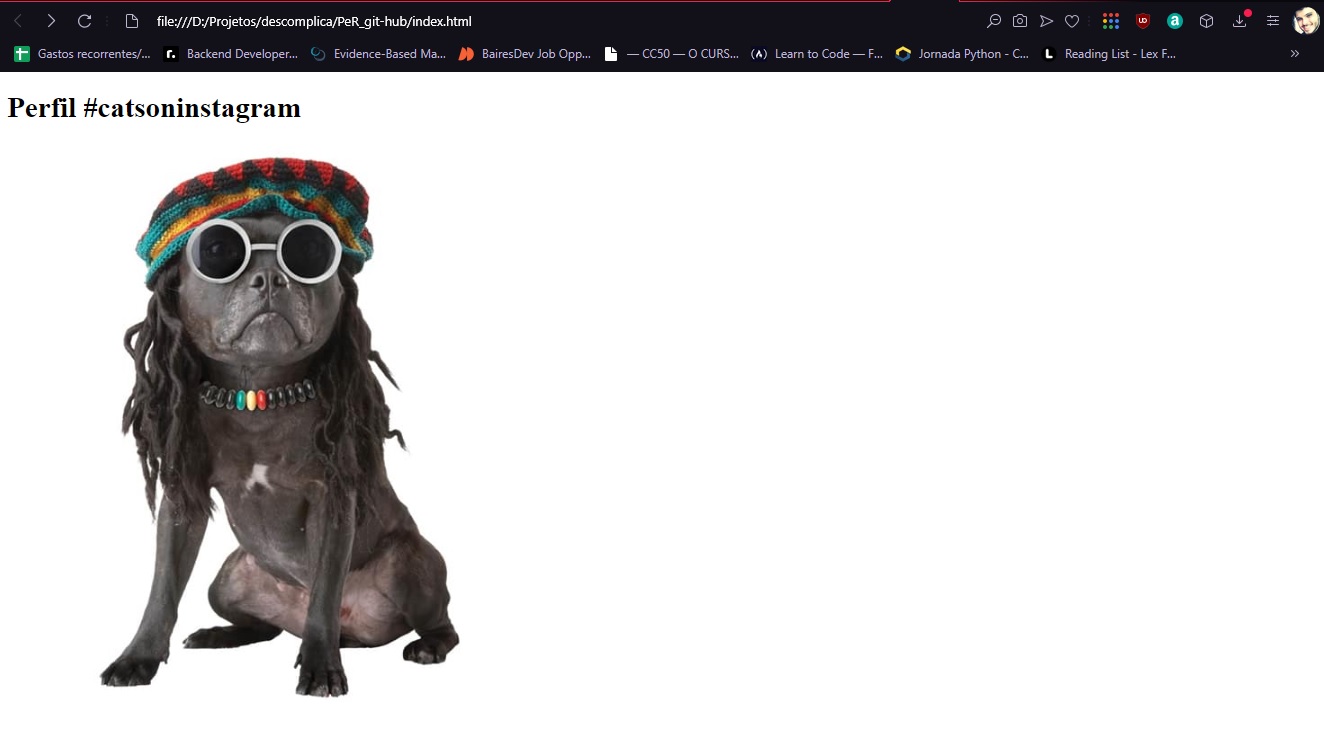 file:///D:/Projetos/descomplica/PeR_git-hub/index.html
Gastos recorrentes/... r. Backend Developer... Evidence-Based Ma... BairesDev Job Opp... — CC50 — O CURS... (∧) Learn to Code — F... Jornada Python - C... L Reading List - Lex F... »
Perfil #catsoninstagram